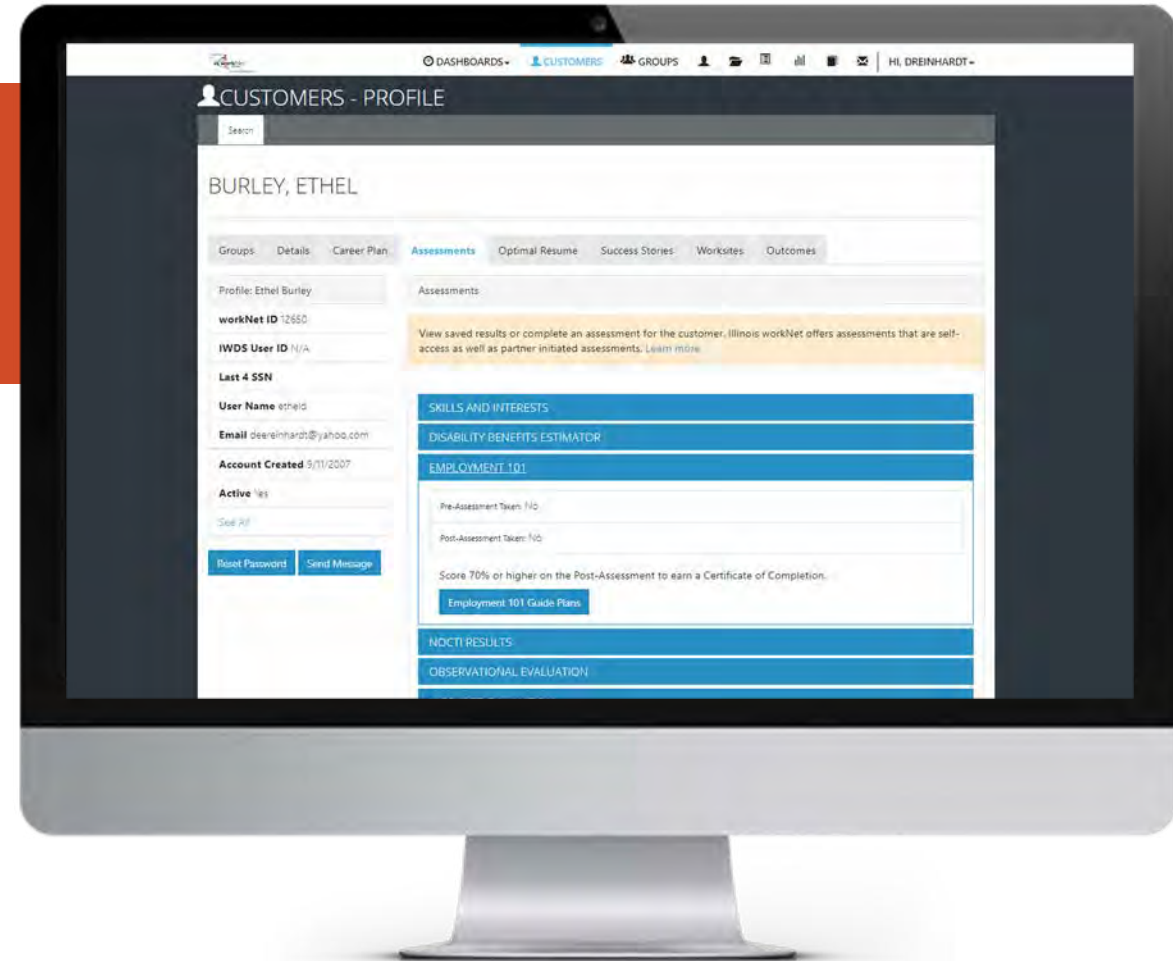 DASHBOARDS CUSTOMERS GROUPS HI, DREINHARDT
CUSTOMERS - PROFILE
Search
BURLEY, ETHEL
Groups Details Career Plan Assessments Optimal Resume Success Stories Worksites Outcomes
Profile: Ethel Burley
workNet ID 12650
IWDS User ID N/A
Last 4 SSN
User Name
Email deereinhardt@yahoo.com
Account Created 9/11/2007
Active Yes
See All
Reset Password Send Message
Assessments
View saved results or complete an assessment for the customer. Illinois workNet offers assessments that are self-
access as well as partner initiated assessments. Learn more
SKILLS AND INTERESTS
DISABILITY BENEFITS ESTIMATOR
EMPLOYMENT 101
Pre-Assessment Taken: No
Post-Assessment Taken: No
Score 70% or higher on the Post-Assessment to earn a Certificate of Completion.
Employment 101 Guide Plans
NOCTI RESULTS
OBSERVATIONAL EVALUATION